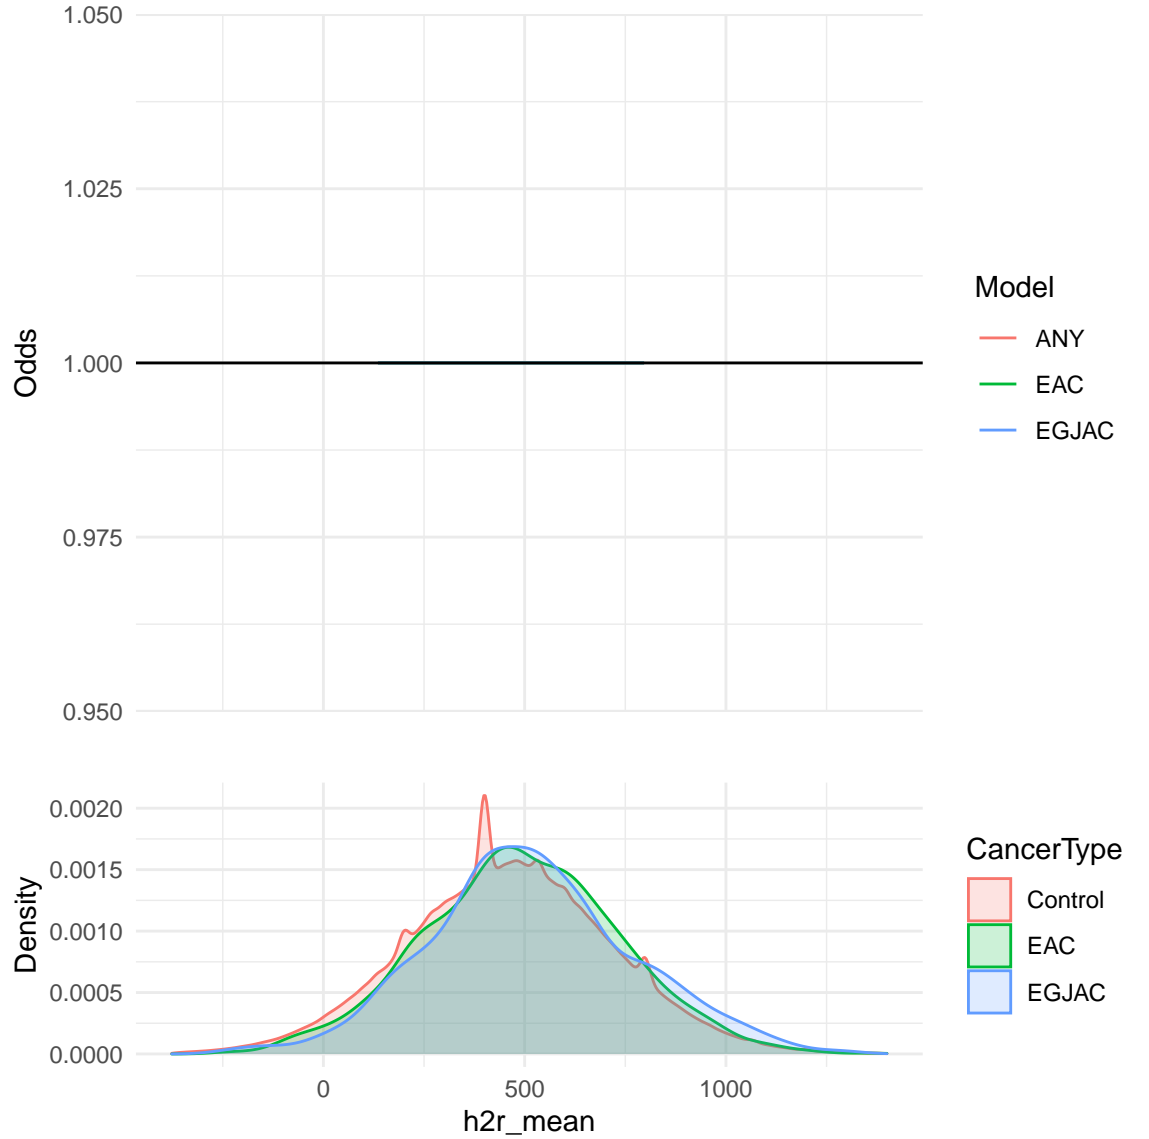 1.050
1.025
1.000
0.975
0.950
Odds
Model
ANY
EAC
EGJAC
0.0020
0.0015
0.0010
0.0005
0.0000
Density
0
500
1000
h2r_mean
CancerType
Control
EAC
EGJAC